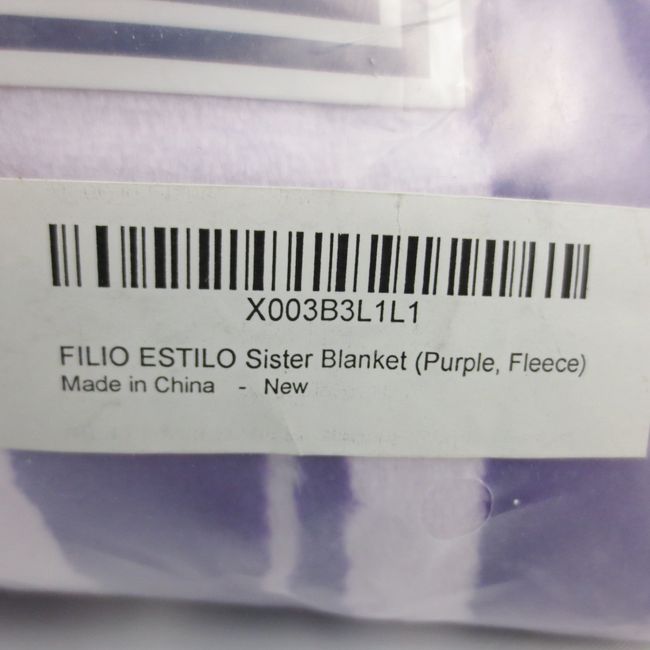 X003B3L1L1
FILIO ESTILO Sister Blanket (Purple, Fleece)
Made in China - New